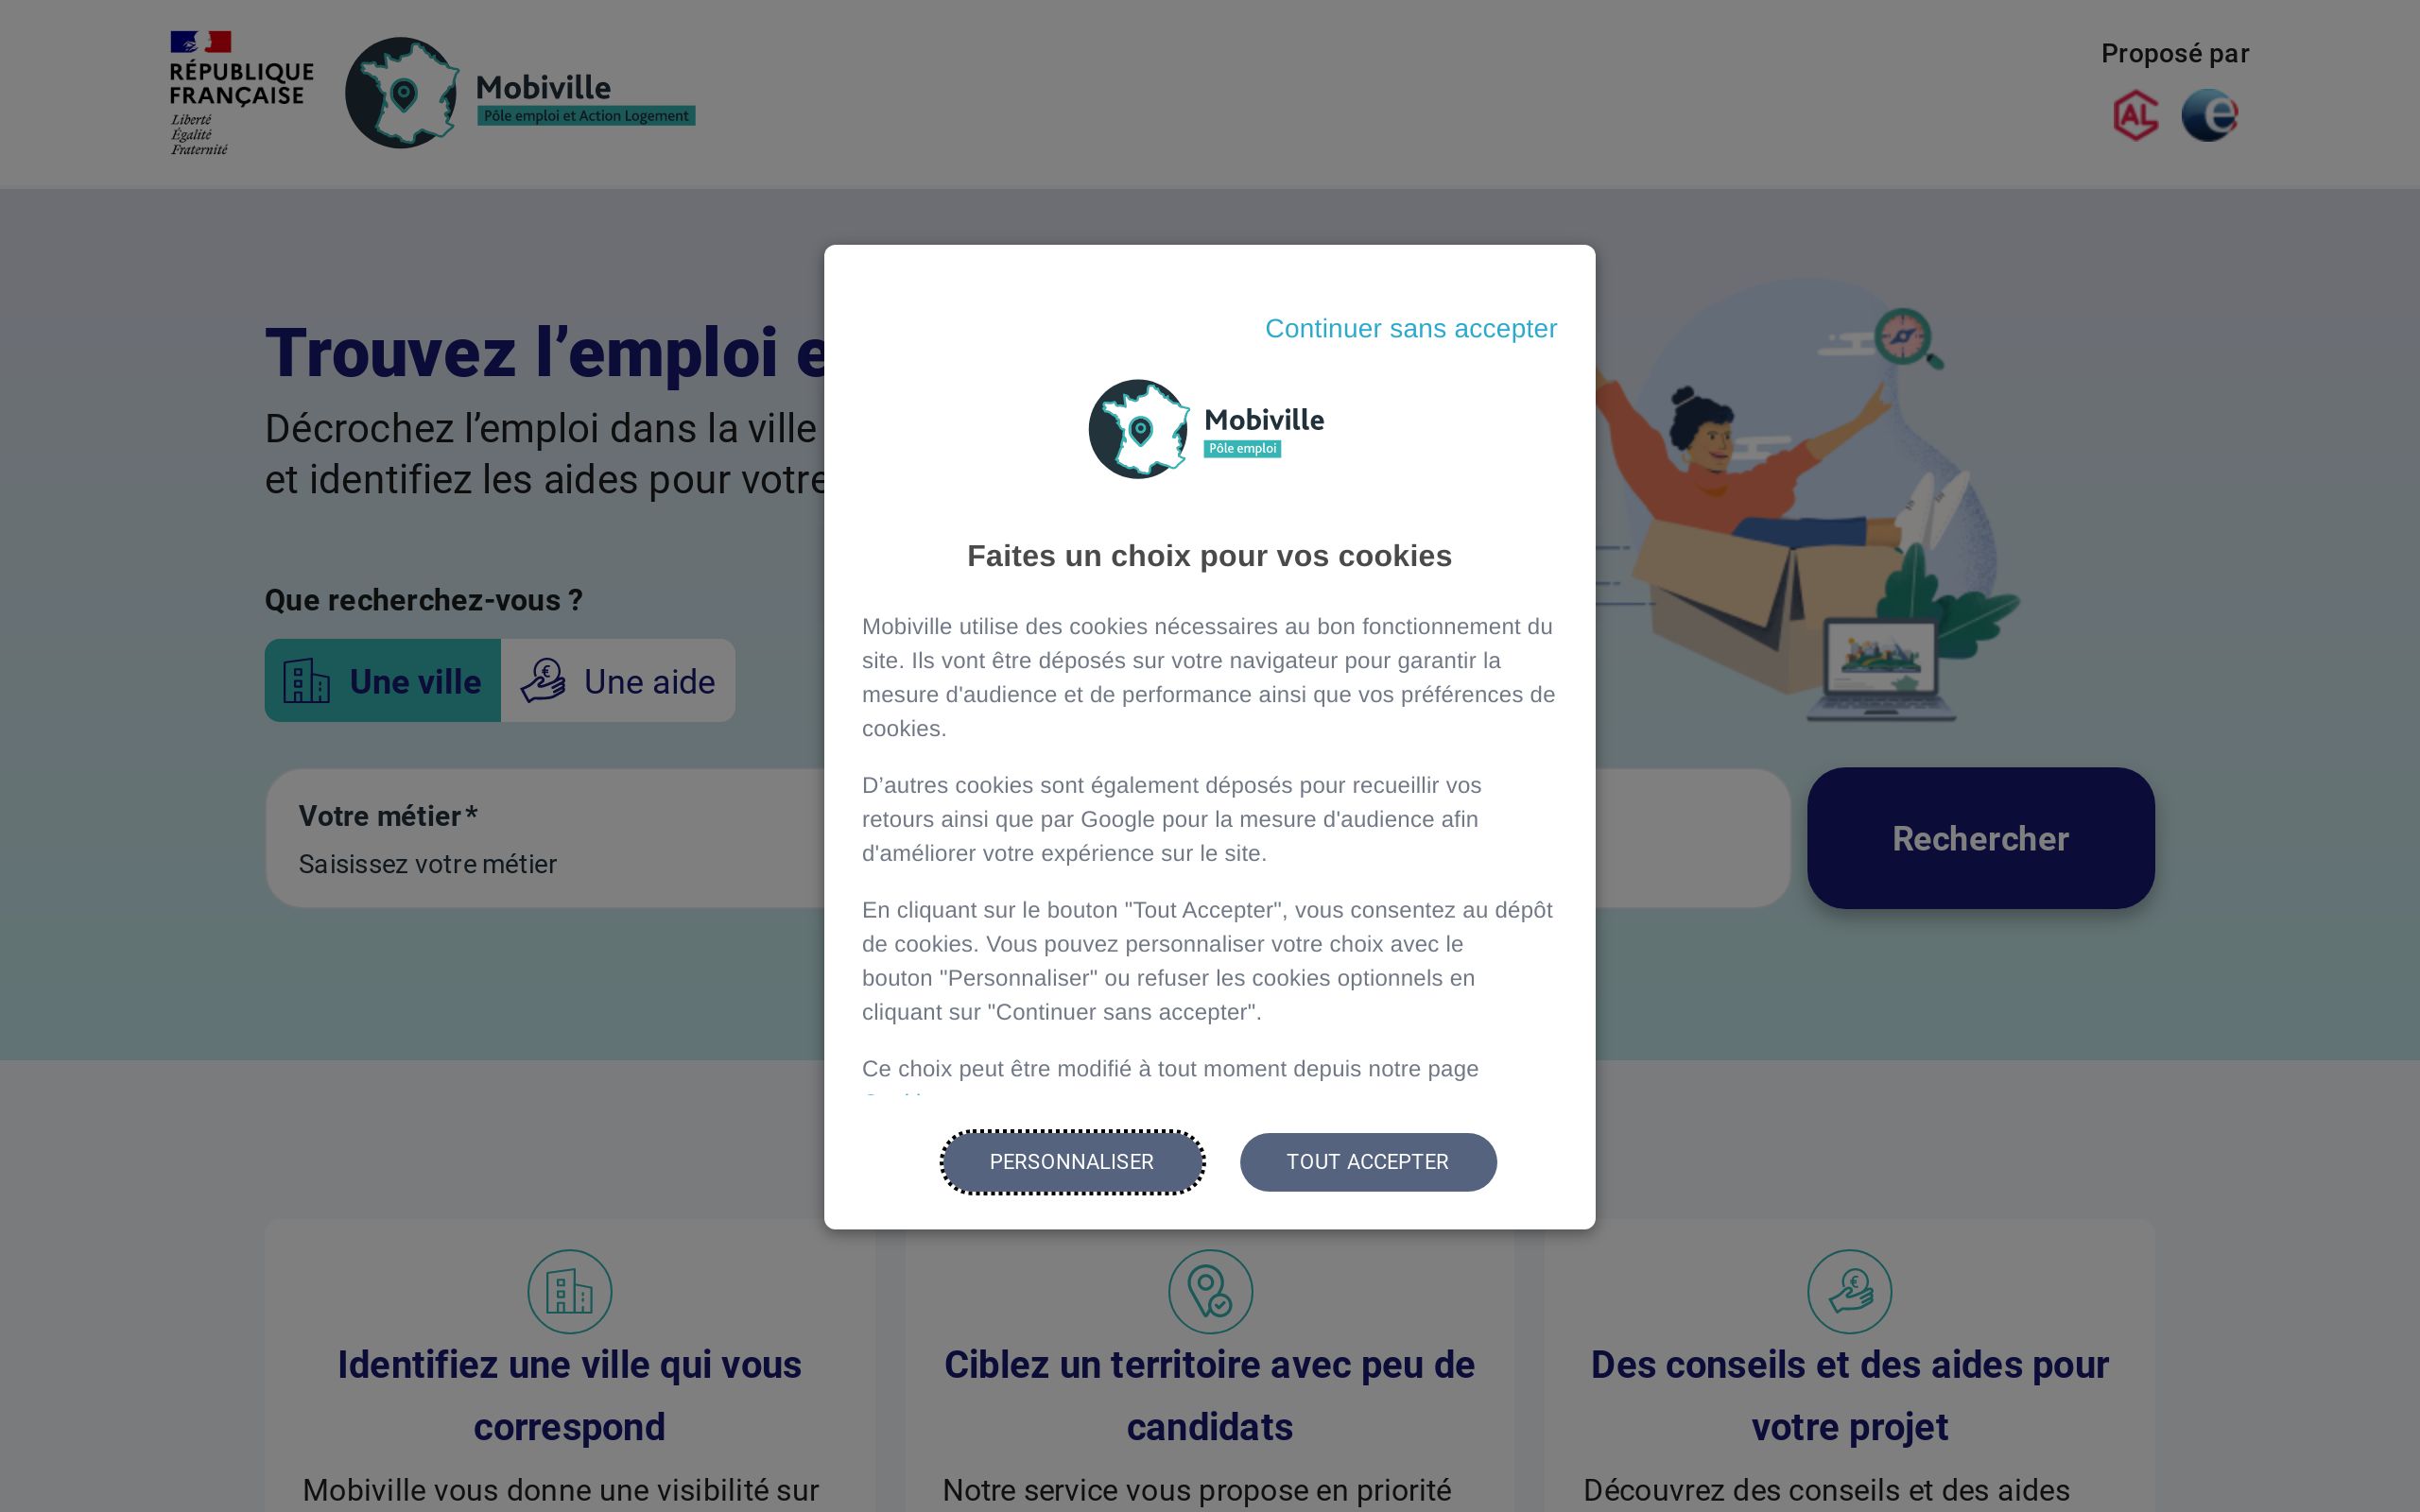 RÉPUBLIQUE
FRANÇAISE
Liberté
Égalité
Fraternité
Mobiville
Pôle emploi et Action Logement
Proposé par
AL
e
Trouvez l’emploi e
Décrochez l’emploi dans la ville
et identifiez les aides pour votre
Que recherchez-vous ?
Une ville
Une aide
Votre métier *
Saisissez votre métier
Rechercher
Continuer sans accepter
Mobiville
Pôle emploi
Faites un choix pour vos cookies
Mobiville utilise des cookies nécessaires au bon fonctionnement du
site. Ils vont être déposés sur votre navigateur pour garantir la
mesure d'audience et de performance ainsi que vos préférences de
cookies.
D’autres cookies sont également déposés pour recueillir vos
retours ainsi que par Google pour la mesure d'audience afin
d'améliorer votre expérience sur le site.
En cliquant sur le bouton "Tout Accepter", vous consentez au dépôt
de cookies. Vous pouvez personnaliser votre choix avec le
bouton "Personnaliser" ou refuser les cookies optionnels en
cliquant sur "Continuer sans accepter".
Ce choix peut être modifié à tout moment depuis notre page
PERSONNALISER
TOUT ACCEPTER
Identifiez une ville qui vous
correspond
Mobiville vous donne une visibilité sur
Ciblez un territoire avec peu de
candidats
Notre service vous propose en priorité
Des conseils et des aides pour
votre projet
Découvrez des conseils et des aides